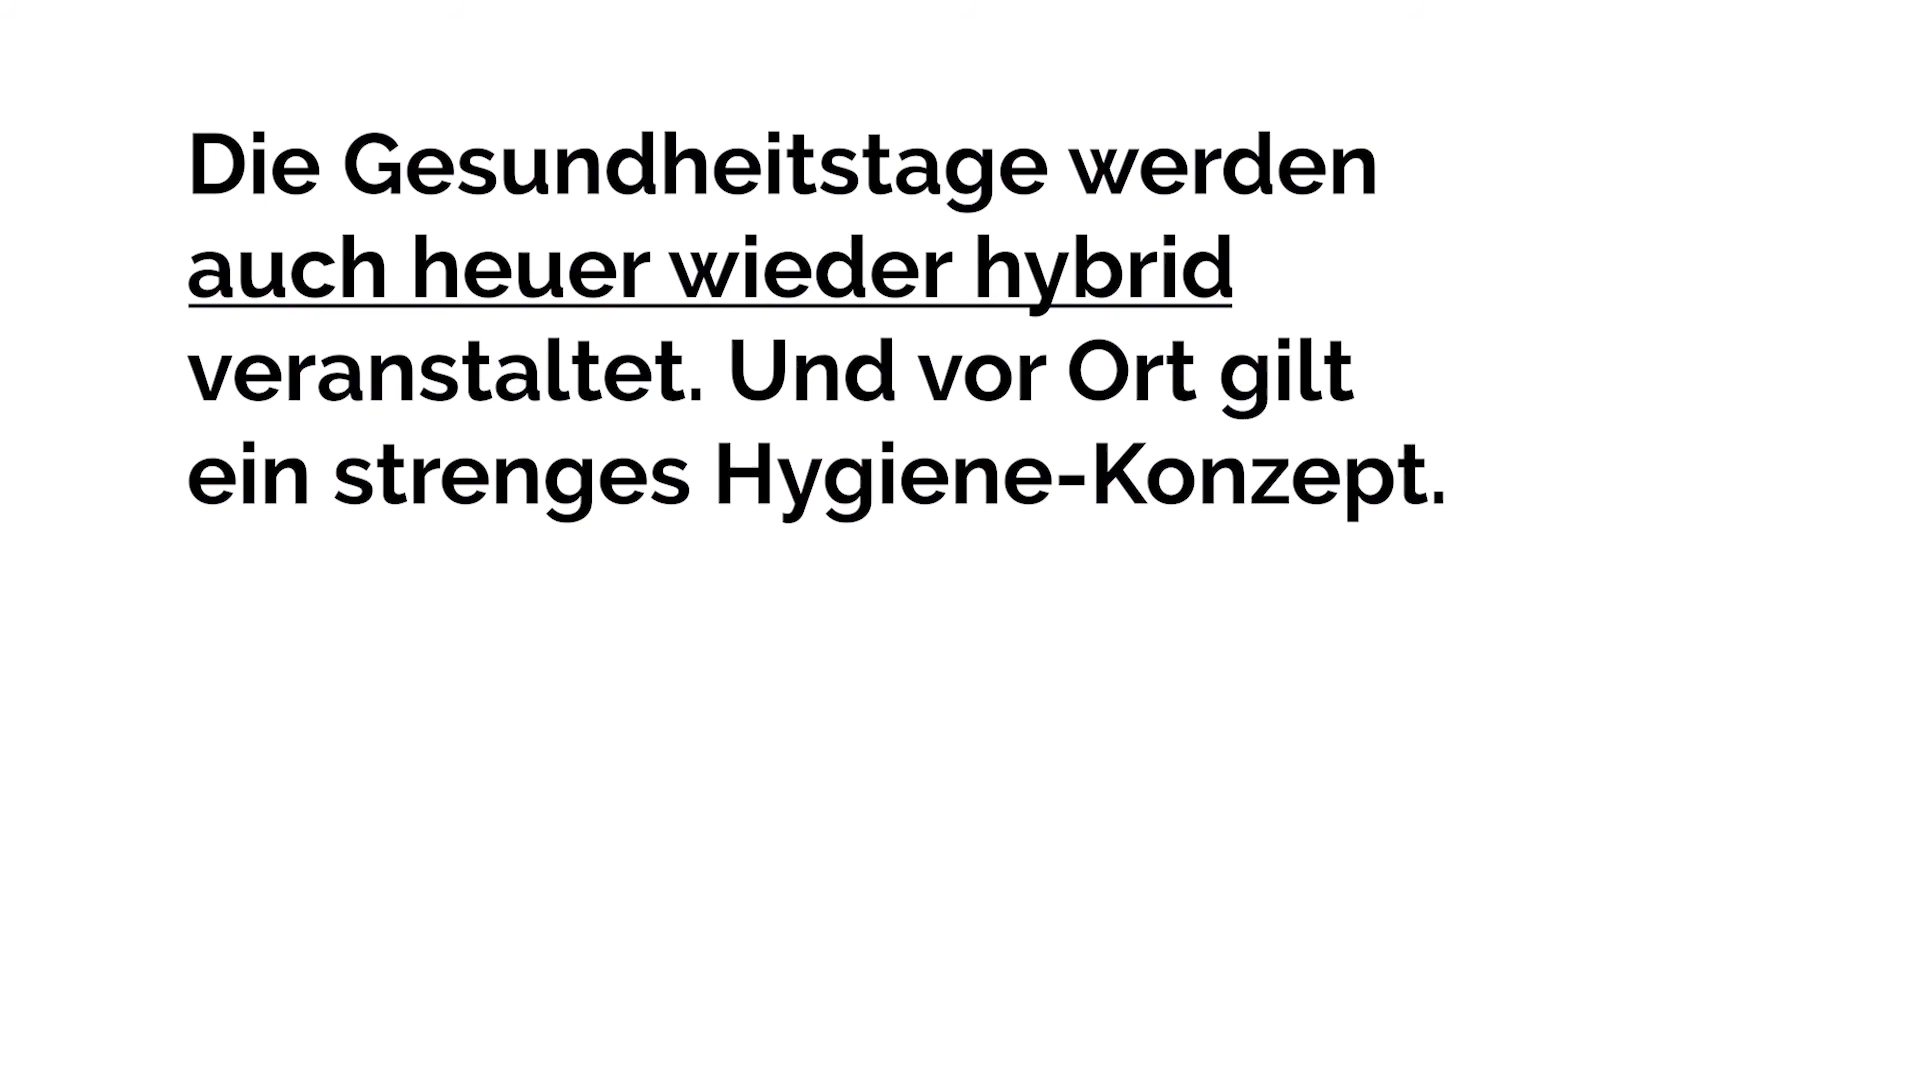 Die Gesundheitstage werden
auch heuer wieder hybrid
veranstaltet. Und vor Ort gilt
ein strenges Hygiene-Konzept.